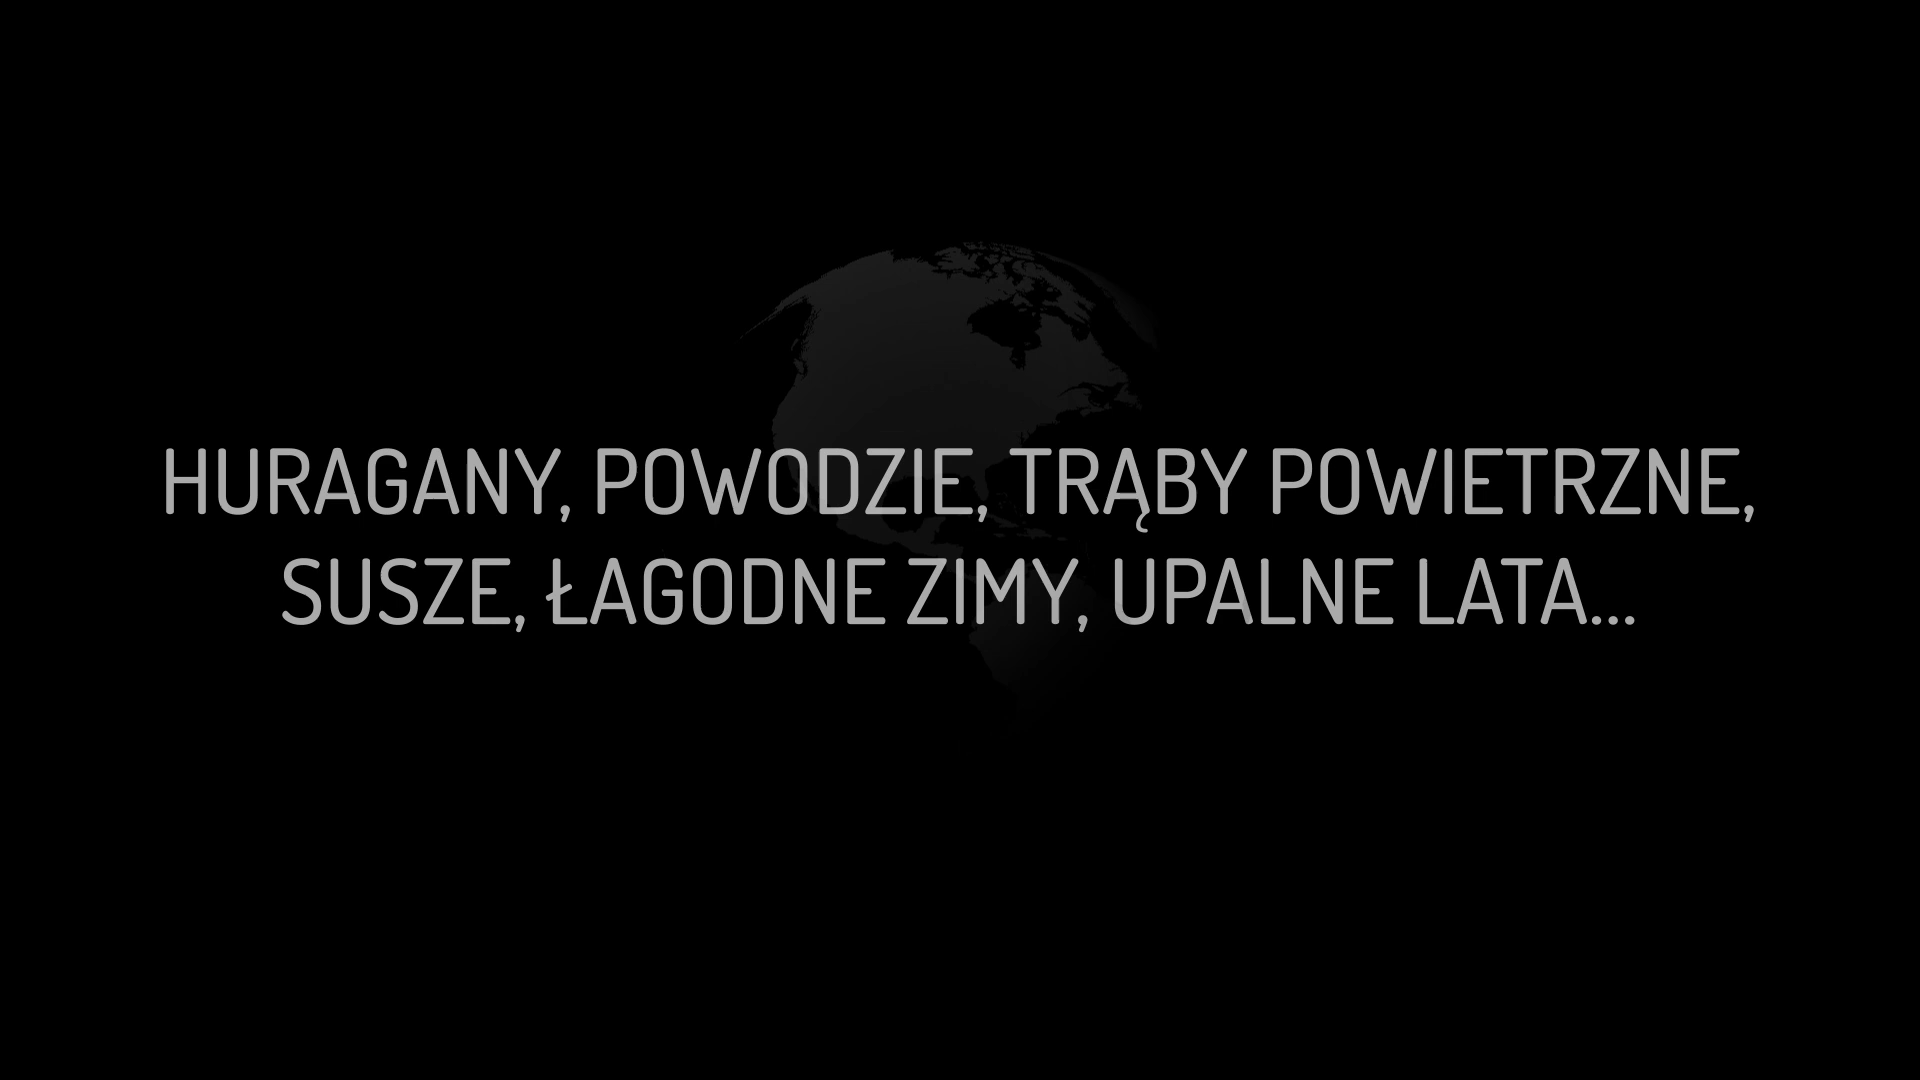 HURAGANY, POWODZIE, TRĄBY POWIETRZNE,
SUSZE, ŁAGODNE ZIMY, UPALNE LATA...